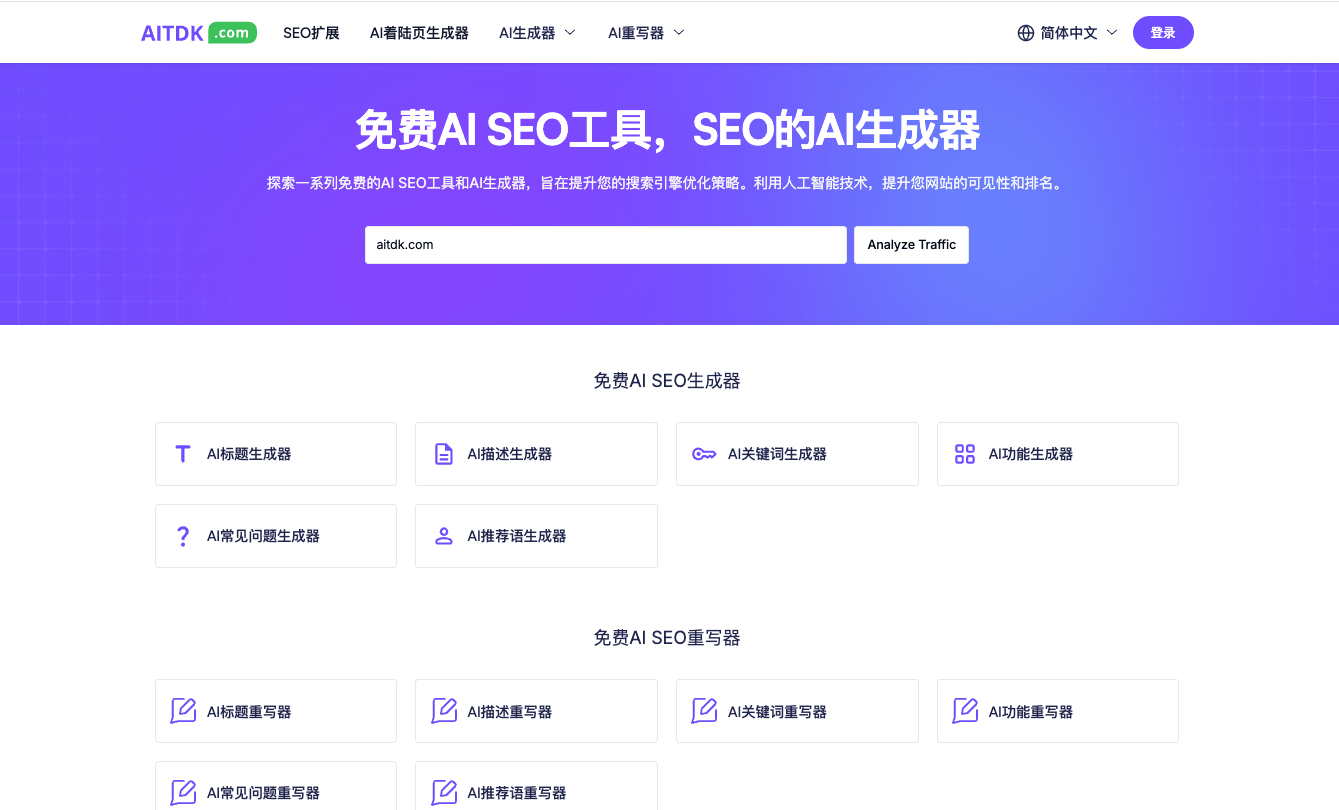 AITDK .com SEO扩展 AI着陆页生成器 AI生成器 AI重写器 简体中文 登录
免费AI SEO工具，SEO的AI生成器
探索一系列免费的AI SEO工具和AI生成器，旨在提升您的搜索引擎优化策略。利用人工智能技术，提升您网站的可见性和排名。
aitdk.com Analyze Traffic
免费AI SEO生成器
AI标题生成器 AI描述生成器 AI关键词生成器 AI功能生成器
AI常见问题生成器 AI推荐语生成器
免费AI SEO重写器
AI标题重写器 AI描述重写器 AI关键词重写器 AI功能重写器
AI常见问题重写器 AI推荐语重写器